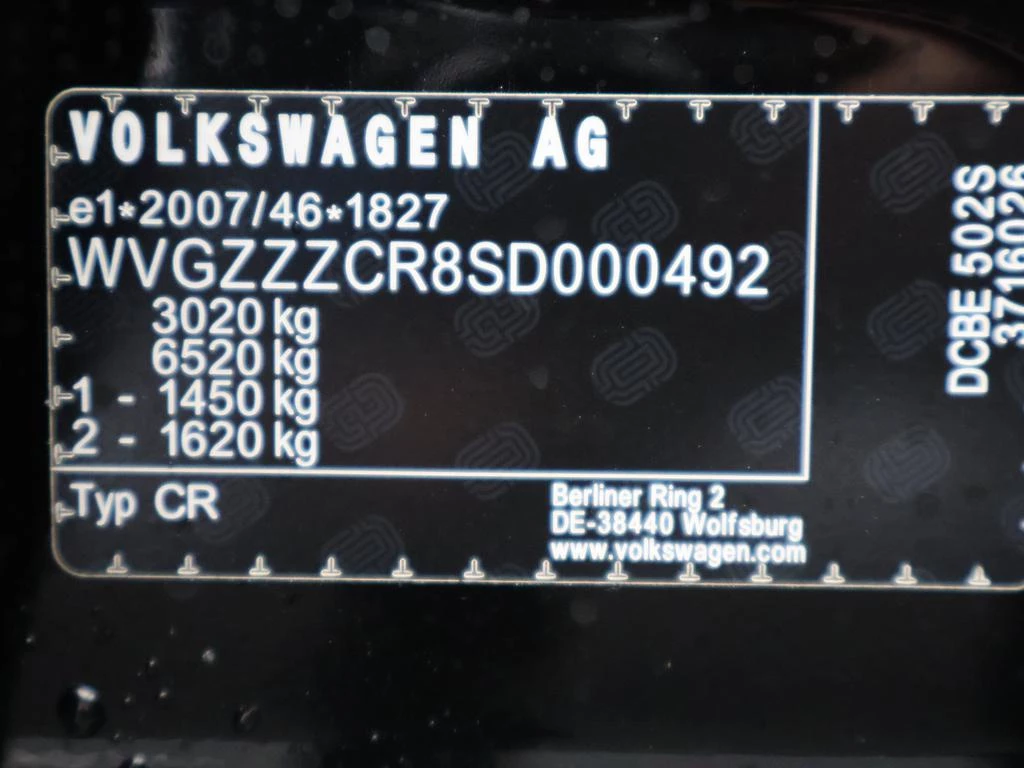 VOLKSWAGEN AG
e1*2007/46*1827
WVGZZZCR8SD000492
3020 kg
6520 kg
1 - 1450 kg
2 - 1620 kg
Typ CR
Berliner Ring 2
DE-38440 Wolfsburg
www.volkswagen.com
DCBE 502S
3716026